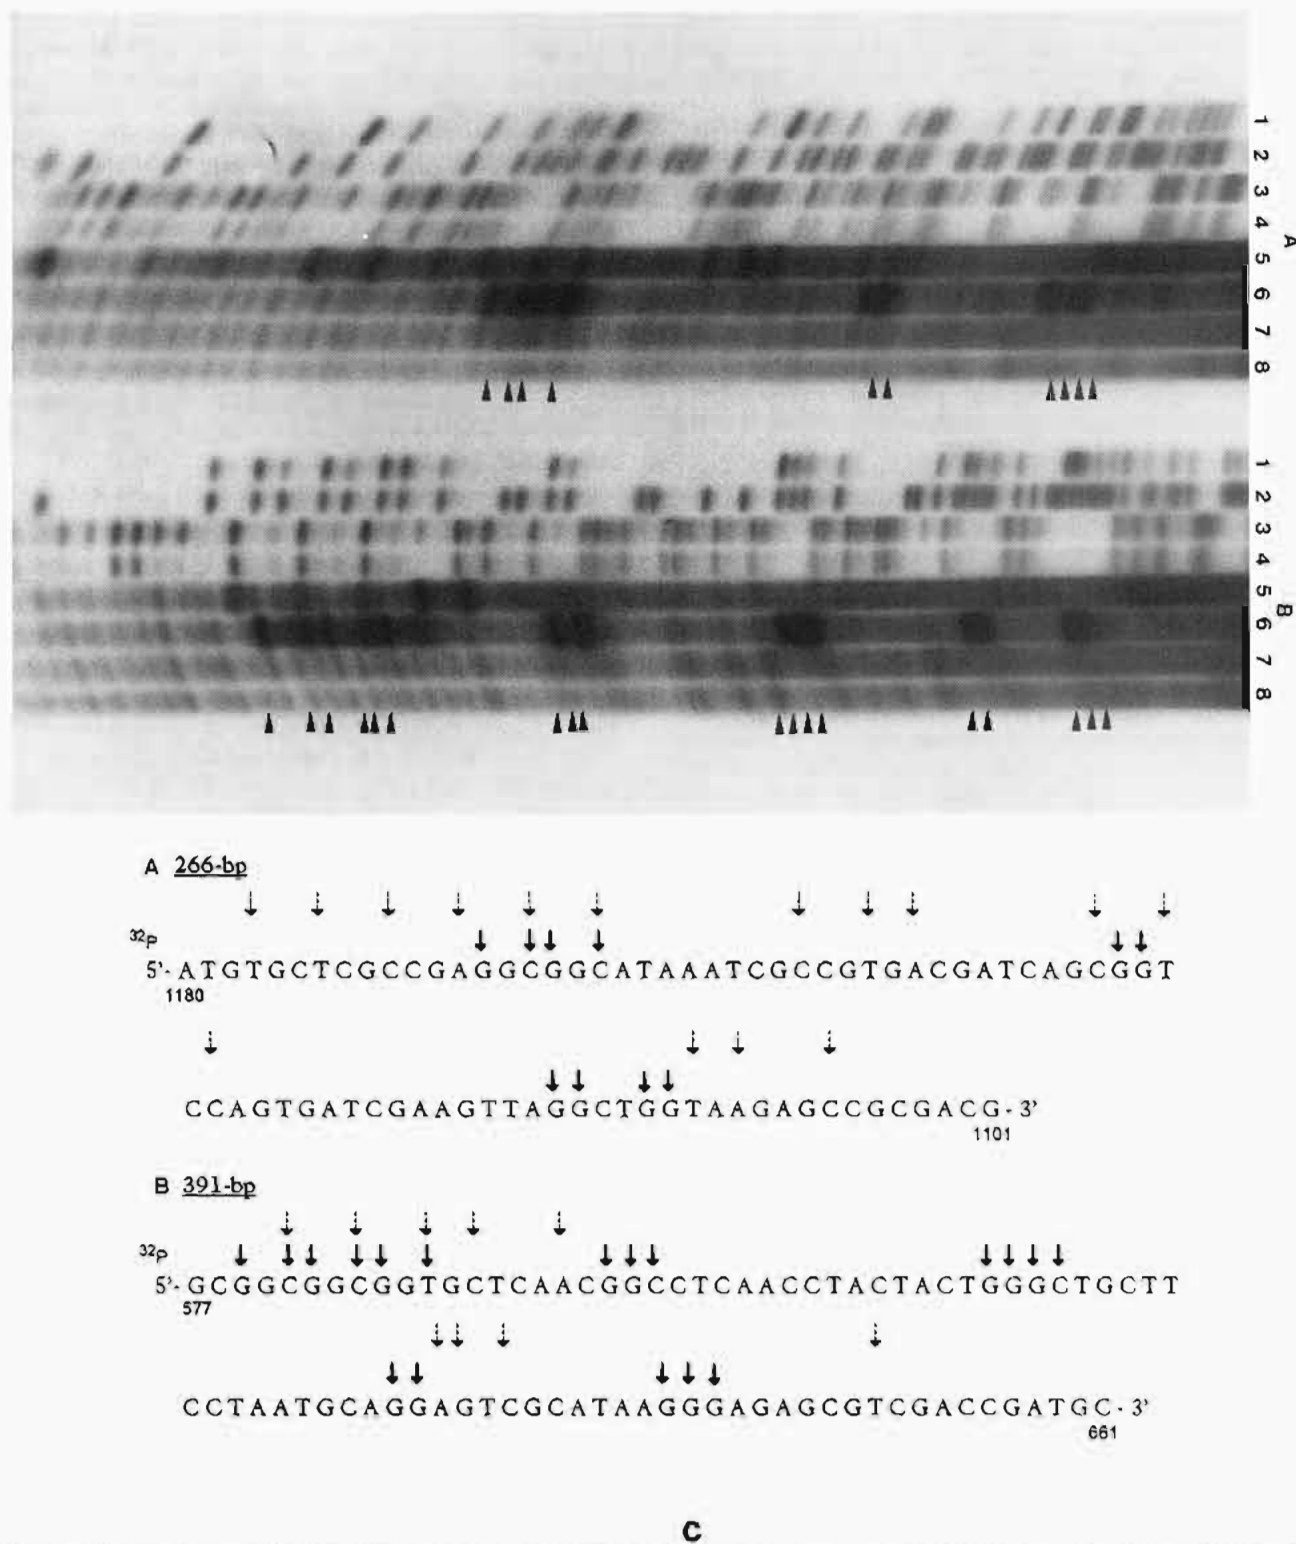 1
2
3
4
5
6
7
8
A
1
2
3
4
5
6
7
8
B
A 266-bp
32P
5'- ATGTGCTCGCCGAGGCGGCATAAATCGCCGTGACGATCAGCGGT
1180
CCAGTGATCGAAGTTAGGCTGGTAAGAGCCGCGACG - 3'
1101
B 391-bp
32P
5'- GCGGCGGCGGTGCTCAACGGCCTCAACCTACTACTGGGCTGCTT
577
CCTAATGCAGGAGTCGCATAAGGGAGAGCGTCGACCGATGC - 3'
661
C